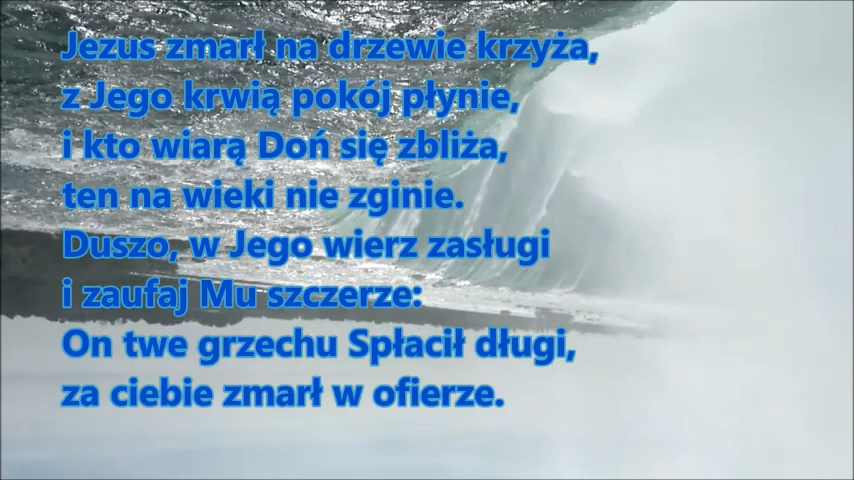 Jezus zmarł na drzewie krzyża,
z Jego krwią pokój płynie,
i kto wiarą Doń się zbliża,
ten na wieki nie zginie.
Duszo, w Jego wierz zasługi
i zaufaj Mu szczerze:
On twe grzechu Spłacił długi,
za ciebie zmarł w ofierze.